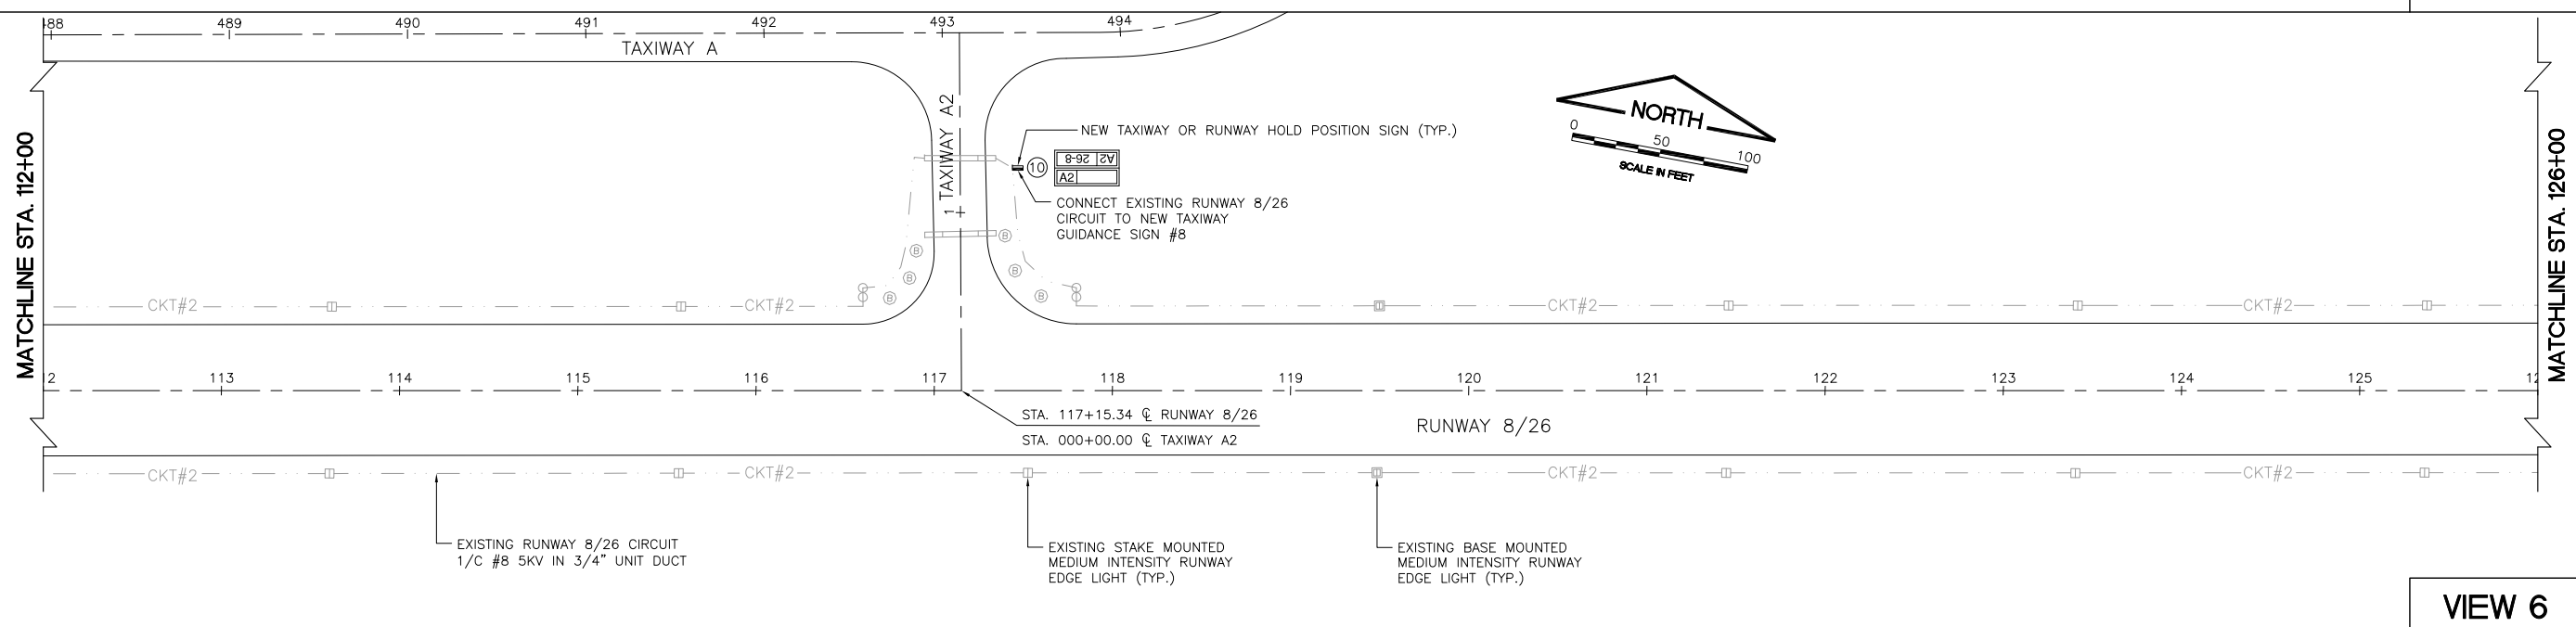 488 489 490 491 492 493 494
TAXIWAY A
TAXIWAY A2
1
NEW TAXIWAY OR RUNWAY HOLD POSITION SIGN (TYP.)
10
A2 26-8
A2
CONNECT EXISTING RUNWAY 8/26
CIRCUIT TO NEW TAXIWAY
GUIDANCE SIGN #8
NORTH
0 50 100
SCALE IN FEET
MATCHLINE STA. 112+00
MATCHLINE STA. 126+00
B B B B B B
CKT#2 CKT#2 CKT#2 CKT#2
12 113 114 115 116 117 118 119 120 121 122 123 124 125 12
STA. 117+15.34 ℄ RUNWAY 8/26
STA. 000+00.00 ℄ TAXIWAY A2
RUNWAY 8/26
CKT#2 CKT#2 CKT#2 CKT#2
EXISTING RUNWAY 8/26 CIRCUIT
1/C #8 5KV IN 3/4" UNIT DUCT
EXISTING STAKE MOUNTED
MEDIUM INTENSITY RUNWAY
EDGE LIGHT (TYP.)
EXISTING BASE MOUNTED
MEDIUM INTENSITY RUNWAY
EDGE LIGHT (TYP.)
VIEW 6